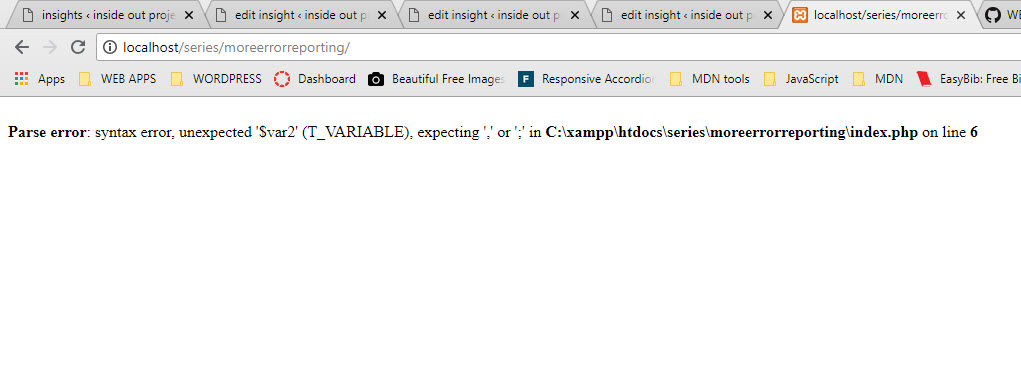 insights ‹ inside out proje
edit insight ‹ inside out p
edit insight ‹ inside out p
edit insight ‹ inside out p
localhost/series/moreerro
WE
localhost/series/moreerrorreporting/
Apps
WEB APPS
WORDPRESS
Dashboard
Beautiful Free Images
Responsive Accordio
MDN tools
JavaScript
MDN
EasyBib: Free Bi
Parse error: syntax error, unexpected '$var2' (T_VARIABLE), expecting ',' or ';' in C:\xampp\htdocs\series\moreerrorreporting\index.php on line 6